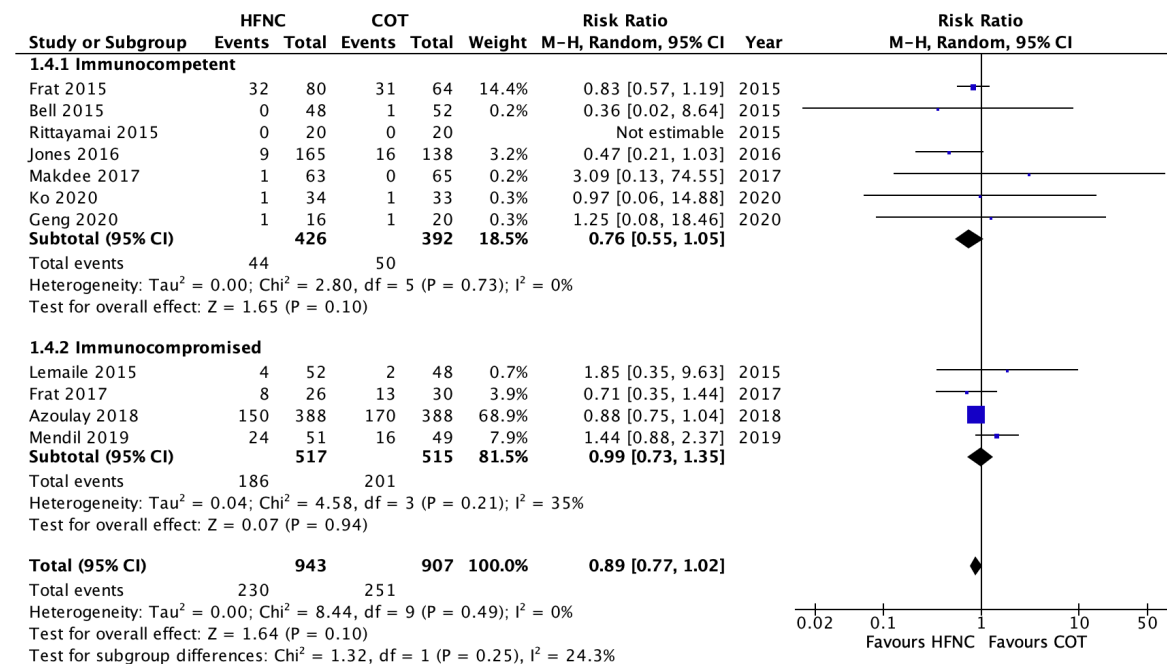 HFNC COT Risk Ratio Risk Ratio
Study or Subgroup Events Total Events Total Weight M-H, Random, 95% CI Year M-H, Random, 95% CI
1.4.1 Immunocompetent
Frat 2015 32 80 31 64 14.4% 0.83 [0.57, 1.19] 2015
Bell 2015 0 48 1 52 0.2% 0.36 [0.02, 8.64] 2015
Rittayamai 2015 0 20 0 20 Not estimable 2015
Jones 2016 9 165 16 138 3.2% 0.47 [0.21, 1.03] 2016
Makdee 2017 1 63 0 65 0.2% 3.09 [0.13, 74.55] 2017
Ko 2020 1 34 1 33 0.3% 0.97 [0.06, 14.88] 2020
Geng 2020 1 16 1 20 0.3% 1.25 [0.08, 18.46] 2020
Subtotal (95% CI) 426 392 18.5% 0.76 [0.55, 1.05]
Total events 44 50
Heterogeneity: Tau² = 0.00; Chi² = 2.80, df = 5 (P = 0.73); I² = 0%
Test for overall effect: Z = 1.65 (P = 0.10)
1.4.2 Immunocompromised
Lemaile 2015 4 52 2 48 0.7% 1.85 [0.35, 9.63] 2015
Frat 2017 8 26 13 30 3.9% 0.71 [0.35, 1.44] 2017
Azoulay 2018 150 388 170 388 68.9% 0.88 [0.75, 1.04] 2018
Mendil 2019 24 51 16 49 7.9% 1.44 [0.88, 2.37] 2019
Subtotal (95% CI) 517 515 81.5% 0.99 [0.73, 1.35]
Total events 186 201
Heterogeneity: Tau² = 0.04; Chi² = 4.58, df = 3 (P = 0.21); I² = 35%
Test for overall effect: Z = 0.07 (P = 0.94)
Total (95% CI) 943 907 100.0% 0.89 [0.77, 1.02]
Total events 230 251
Heterogeneity: Tau² = 0.00; Chi² = 8.44, df = 9 (P = 0.49); I² = 0%
Test for overall effect: Z = 1.64 (P = 0.10)
Test for subgroup differences: Chi² = 1.32, df = 1 (P = 0.25), I² = 24.3%
0.02 0.1 1 10 50
Favours HFNC Favours COT